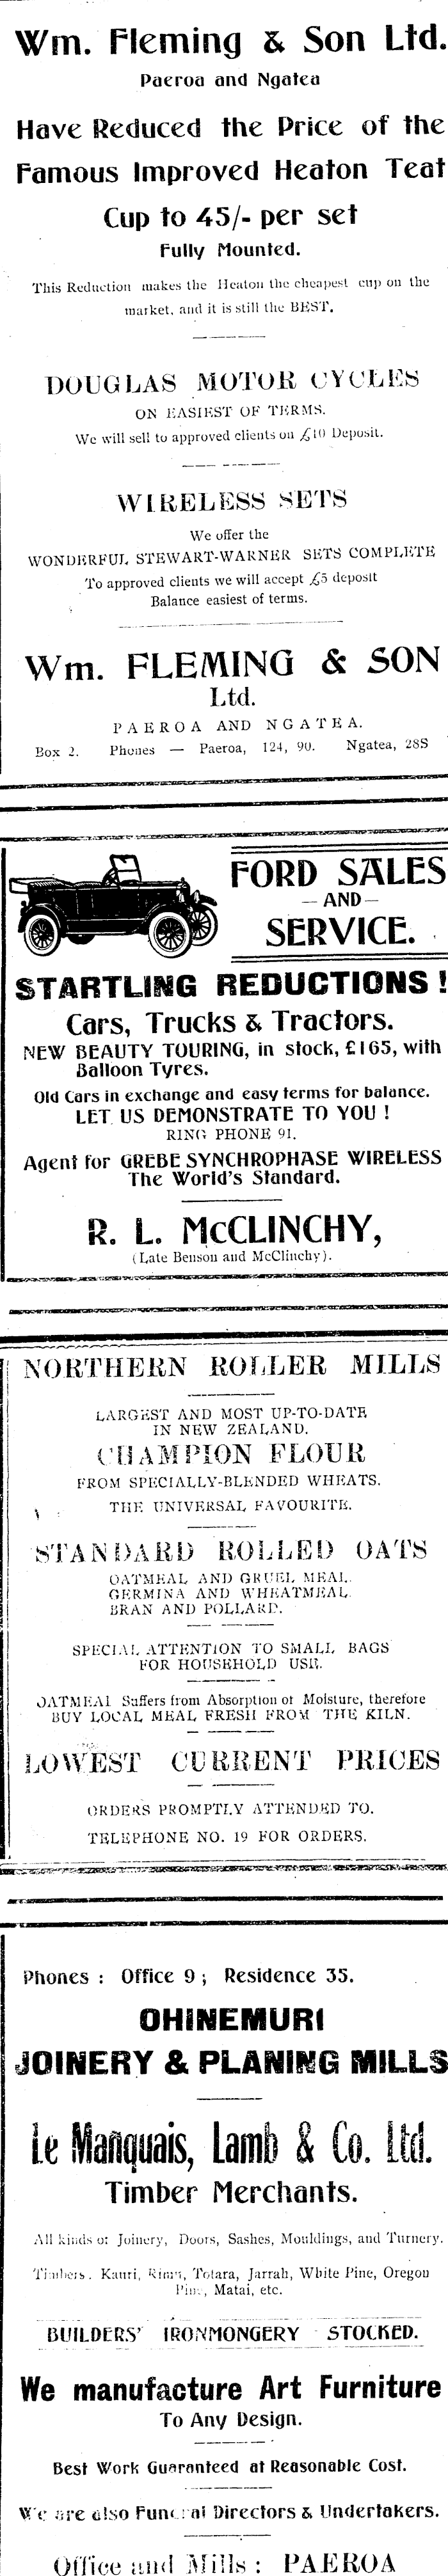 Wm. Fleming & Son Ltd.
Paeroa and Ngatea
Have Reduced the Price of the
Famous Improved Heaton Teat
Cup to 45/- per set
Fully Mounted.
This Reduction makes the Heaton the cheapest cup on the
market, and it is still the BEST.
DOUGLAS MOTOR CYCLES
ON EASIEST OF TERMS.
We will sell to approved clients on £10 Deposit.
WIRELESS SETS
We offer the
WONDERFUL STEWART-WARNER SETS COMPLETE
To approved clients we will accept £5 deposit
Balance easiest of terms.
Wm. FLEMING & SON
Ltd.
PAEROA AND NGATEA.
Box 2. Phones — Paeroa, 124, 90. Ngatea, 28S
FORD SALES
— AND —
SERVICE.
STARTLING REDUCTIONS !
Cars, Trucks & Tractors.
NEW BEAUTY TOURING, in stock, £165, with
Balloon Tyres.
Old Cars in exchange and easy terms for balance.
LET US DEMONSTRATE TO YOU !
RING PHONE 91.
Agent for GREBE SYNCHROPHASE WIRELESS
The World's Standard.
R. L. McCLINCHY,
(Late Benson and McClinchy).
NORTHERN ROLLER MILLS
LARGEST AND MOST UP-TO-DATE
IN NEW ZEALAND.
CHAMPION FLOUR
FROM SPECIALLY-BLENDED WHEATS.
THE UNIVERSAL FAVOURITE.
STANDARD ROLLED OATS
OATMEAL AND GRUEL MEAL.
GERMINA AND WHEATMEAL.
BRAN AND POLLARD.
SPECIAL ATTENTION TO SMALL BAGS
FOR HOUSEHOLD USE.
OATMEAL Suffers from Absorption of Moisture, therefore
BUY LOCAL MEAL FRESH FROM THE KILN.
LOWEST CURRENT PRICES
ORDERS PROMPTLY ATTENDED TO.
TELEPHONE NO. 19 FOR ORDERS.
Phones : Office 9 ; Residence 35.
OHINEMURI
JOINERY & PLANING MILLS
Le Manquais, Lamb & Co. Ltd.
Timber Merchants.
All kinds of Joinery, Doors, Sashes, Mouldings, and Turnery.
Timbers: Kauri, Rimu, Totara, Jarrah, White Pine, Oregon
Pine, Matai, etc.
BUILDERS' IRONMONGERY STOCKED.
We manufacture Art Furniture
To Any Design.
Best Work Guaranteed at Reasonable Cost.
We are also Funeral Directors & Undertakers.
Office and Mills : PAEROA